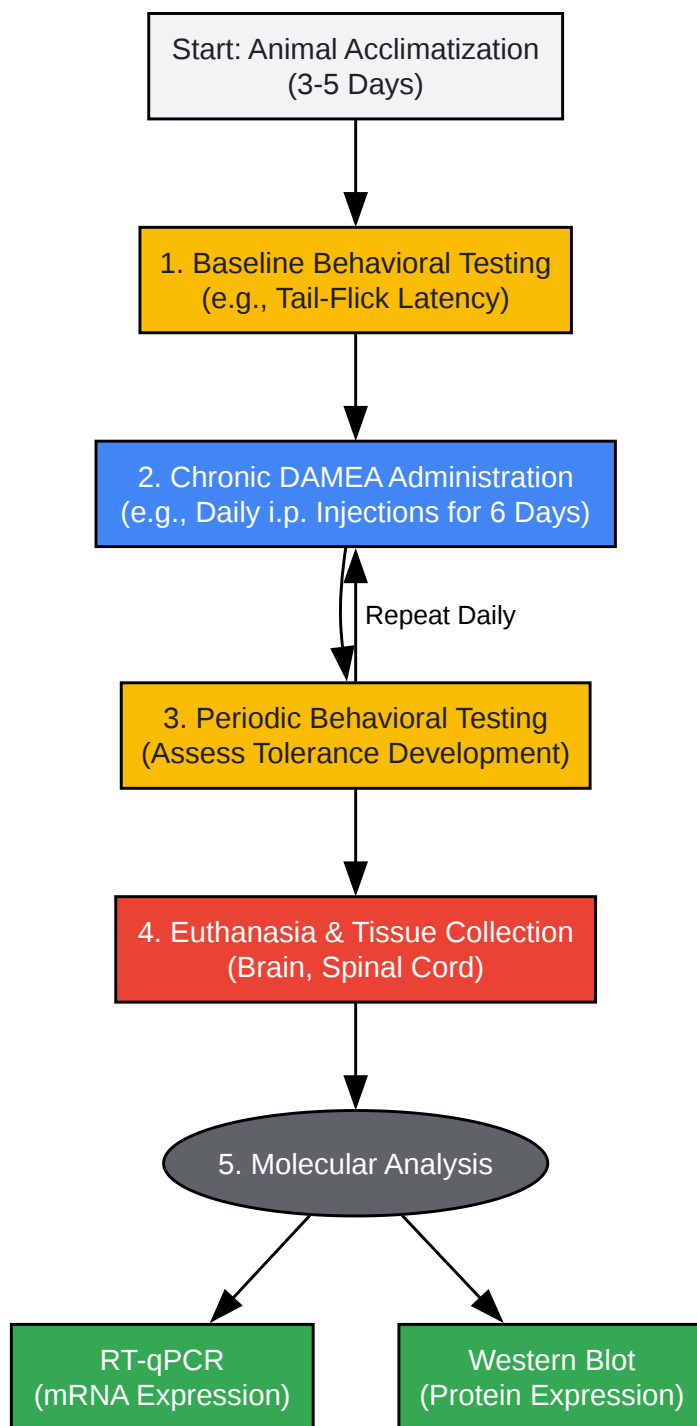 Start: Animal Acclimatization
(3-5 Days)
1. Baseline Behavioral Testing
(e.g., Tail-Flick Latency)
2. Chronic DAMEA Administration
(e.g., Daily i.p. Injections for 6 Days)
Repeat Daily
3. Periodic Behavioral Testing
(Assess Tolerance Development)
4. Euthanasia & Tissue Collection
(Brain, Spinal Cord)
5. Molecular Analysis
RT-qPCR
(mRNA Expression)
Western Blot
(Protein Expression)